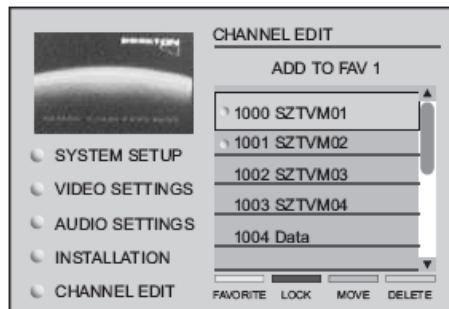 CHANNEL EDIT
ADD TO FAV 1
1000 SZTVM01
1001 SZTVM02
1002 SZTVM03
1003 SZTVM04
1004 Data
SYSTEM SETUP
VIDEO SETTINGS
AUDIO SETTINGS
INSTALLATION
CHANNEL EDIT
FAVORITE LOCK MOVE DELETE